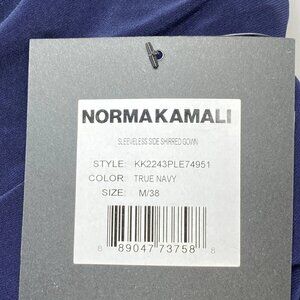 NORMA KAMALI
SLEEVELESS SIDE SHIRRED GOWN
STYLE: KK2243PLE74951
COLOR: TRUE NAVY
SIZE: M/38
8 89047 73758 8